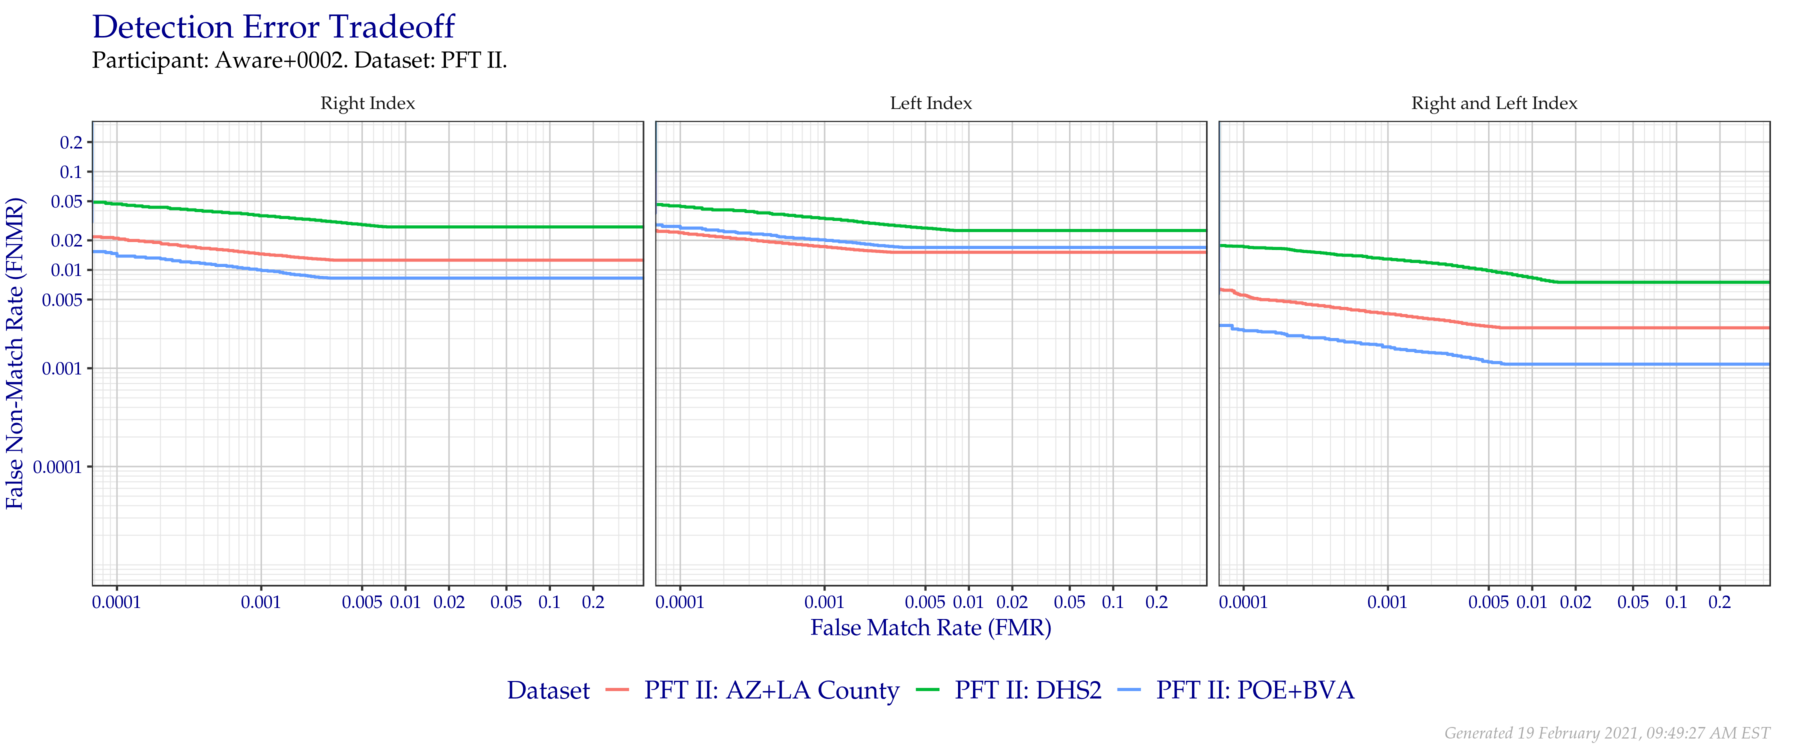 Detection Error Tradeoff
Participant: Aware+0002. Dataset: PFT II.
Right Index
Left Index
Right and Left Index
False Non-Match Rate (FNMR)
0.2
0.1
0.05
0.02
0.01
0.005
0.001
0.0001
0.0001 0.001 0.005 0.01 0.02 0.05 0.1 0.2
0.0001 0.001 0.005 0.01 0.02 0.05 0.1 0.2
0.0001 0.001 0.005 0.01 0.02 0.05 0.1 0.2
False Match Rate (FMR)
Dataset PFT II: AZ+LA County PFT II: DHS2 PFT II: POE+BVA
Generated 19 February 2021, 09:49:27 AM EST